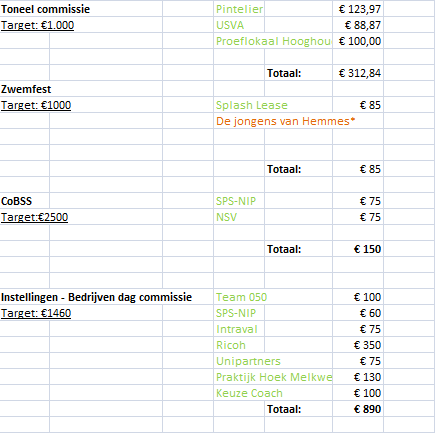 Toneel commissie Pintelier € 123,97
Target: €1.000 USVA € 88,87
Proeflokaal Hooghou € 100,00
Totaal: € 312,84
Zwemfest
Target: €1000 Splash Lease € 85
De jongens van Hemmes*
Totaal: € 85
CoBSS SPS-NIP € 75
Target:€2500 NSV € 75
Totaal: € 150
Instellingen - Bedrijven dag commissie Team 050 € 100
Target: €1460 SPS-NIP € 60
Intraval € 75
Ricoh € 350
Unipartners € 75
Praktijk Hoek Melkwe € 130
Keuze Coach € 100
Totaal: € 890